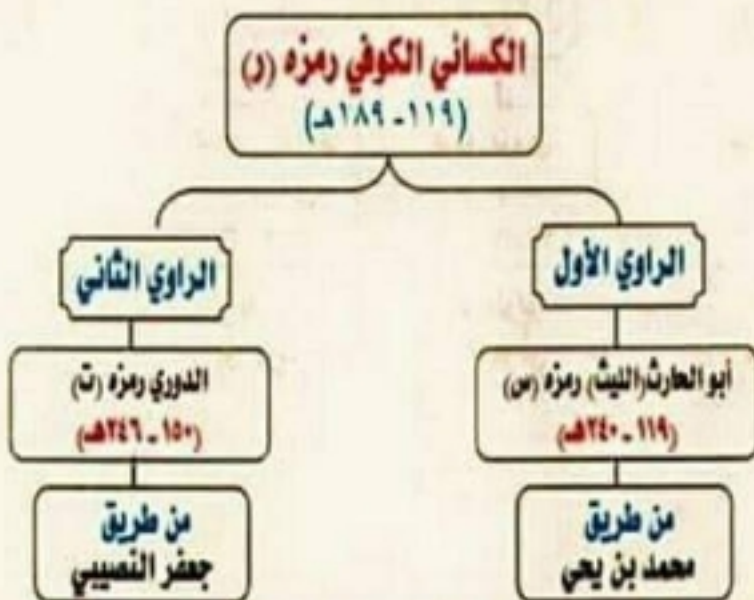 الكسائي الكوفي رمزه (ر)
(١١٩ - ١٨٩هـ)
الراوي الأول
الراوي الثاني
أبو الحارث(الليث) رمزه (س)
(١١٩ - ٢٤٠هـ)
الدوري رمزه (ت)
(١٥٠ - ٢٤٦هـ)
من طريق
محمد بن يحي
من طريق
جعفر النصيبي